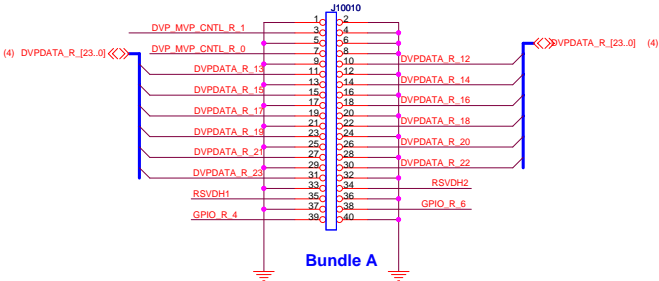 J10010
1 2
DVP_MVP_CNTL_R_1 3 4
5 6
(4) DVPDATA_R_[23..0] DVP_MVP_CNTL_R_0 7 8 DVPDATA_R_[23..0] (4)
9 10 DVPDATA_R_12
DVPDATA_R_13 11 12
13 14 DVPDATA_R_14
DVPDATA_R_15 15 16
17 18 DVPDATA_R_16
DVPDATA_R_17 19 20
21 22 DVPDATA_R_18
DVPDATA_R_19 23 24
25 26 DVPDATA_R_20
DVPDATA_R_21 27 28
29 30 DVPDATA_R_22
DVPDATA_R_23 31 32
33 34 RSVDH2
RSVDH1 35 36
37 38 GPIO_R_6
GPIO_R_4 39 40
Bundle A